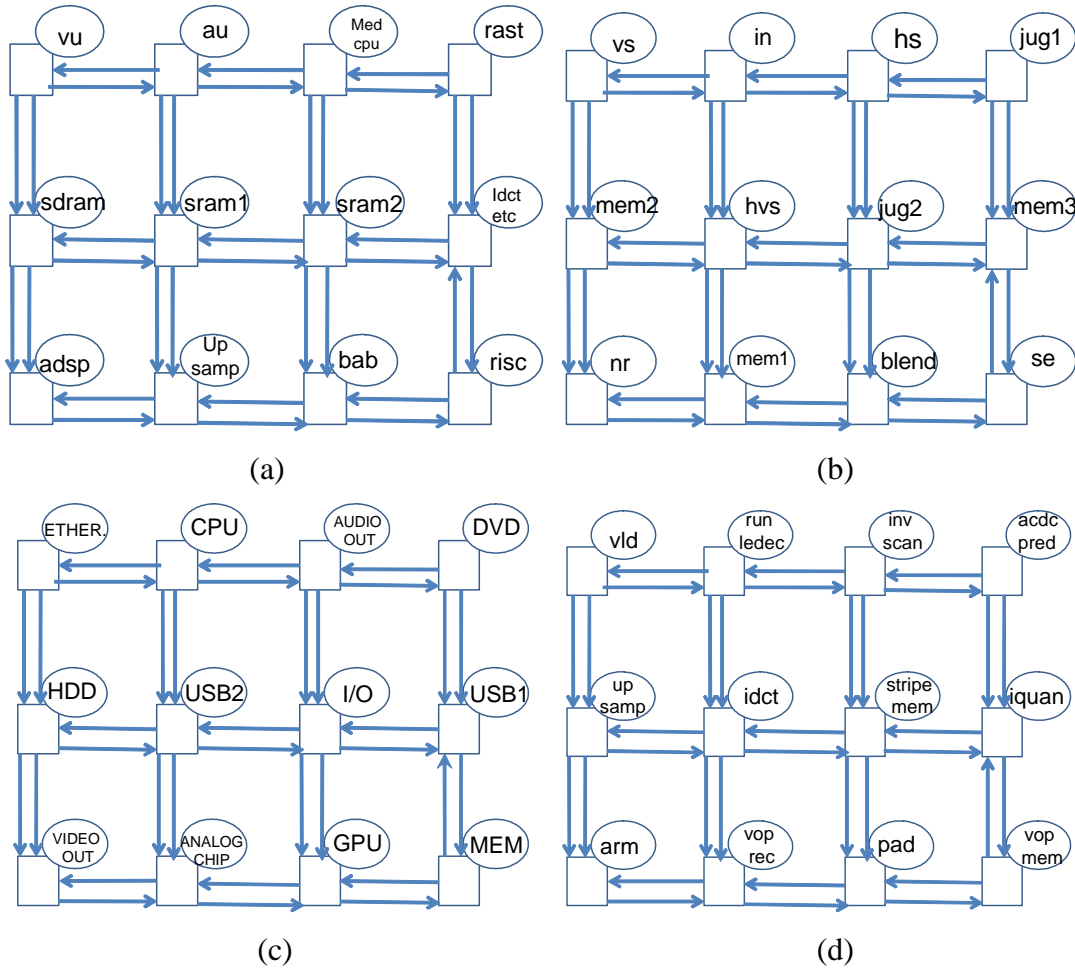 vu
au
Med
cpu
rast
sdram
sram1
sram2
Idct
etc
adsp
Up
samp
bab
risc
(a)
vs
in
hs
jug1
mem2
hvs
jug2
mem3
nr
mem1
blend
se
(b)
ETHER.
CPU
AUDIO
OUT
DVD
HDD
USB2
I/O
USB1
VIDEO
OUT
ANALOG
CHIP
GPU
MEM
(c)
vld
run
ledec
inv
scan
acdc
pred
up
samp
idct
stripe
mem
iquan
arm
vop
rec
pad
vop
mem
(d)